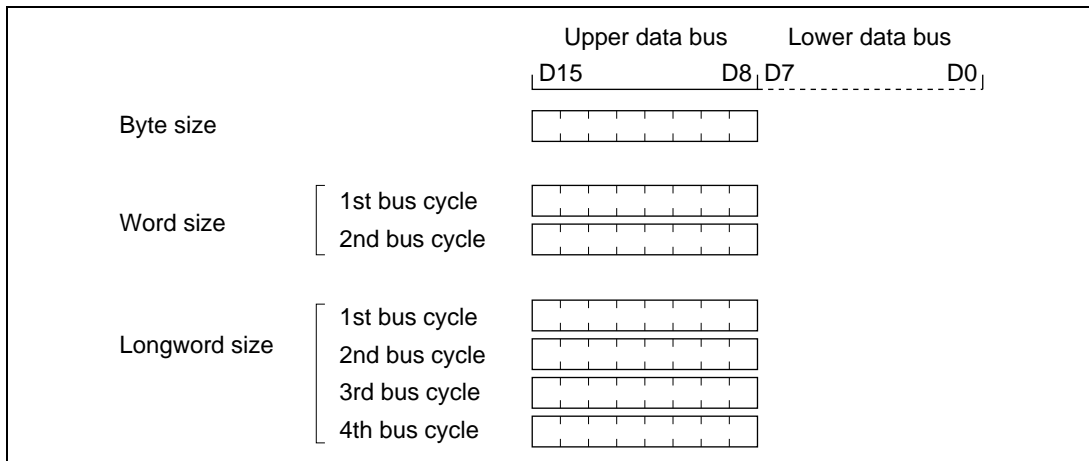 Upper data bus Lower data bus
D15 D8 D7 D0
Byte size
Word size
1st bus cycle
2nd bus cycle
Longword size
1st bus cycle
2nd bus cycle
3rd bus cycle
4th bus cycle